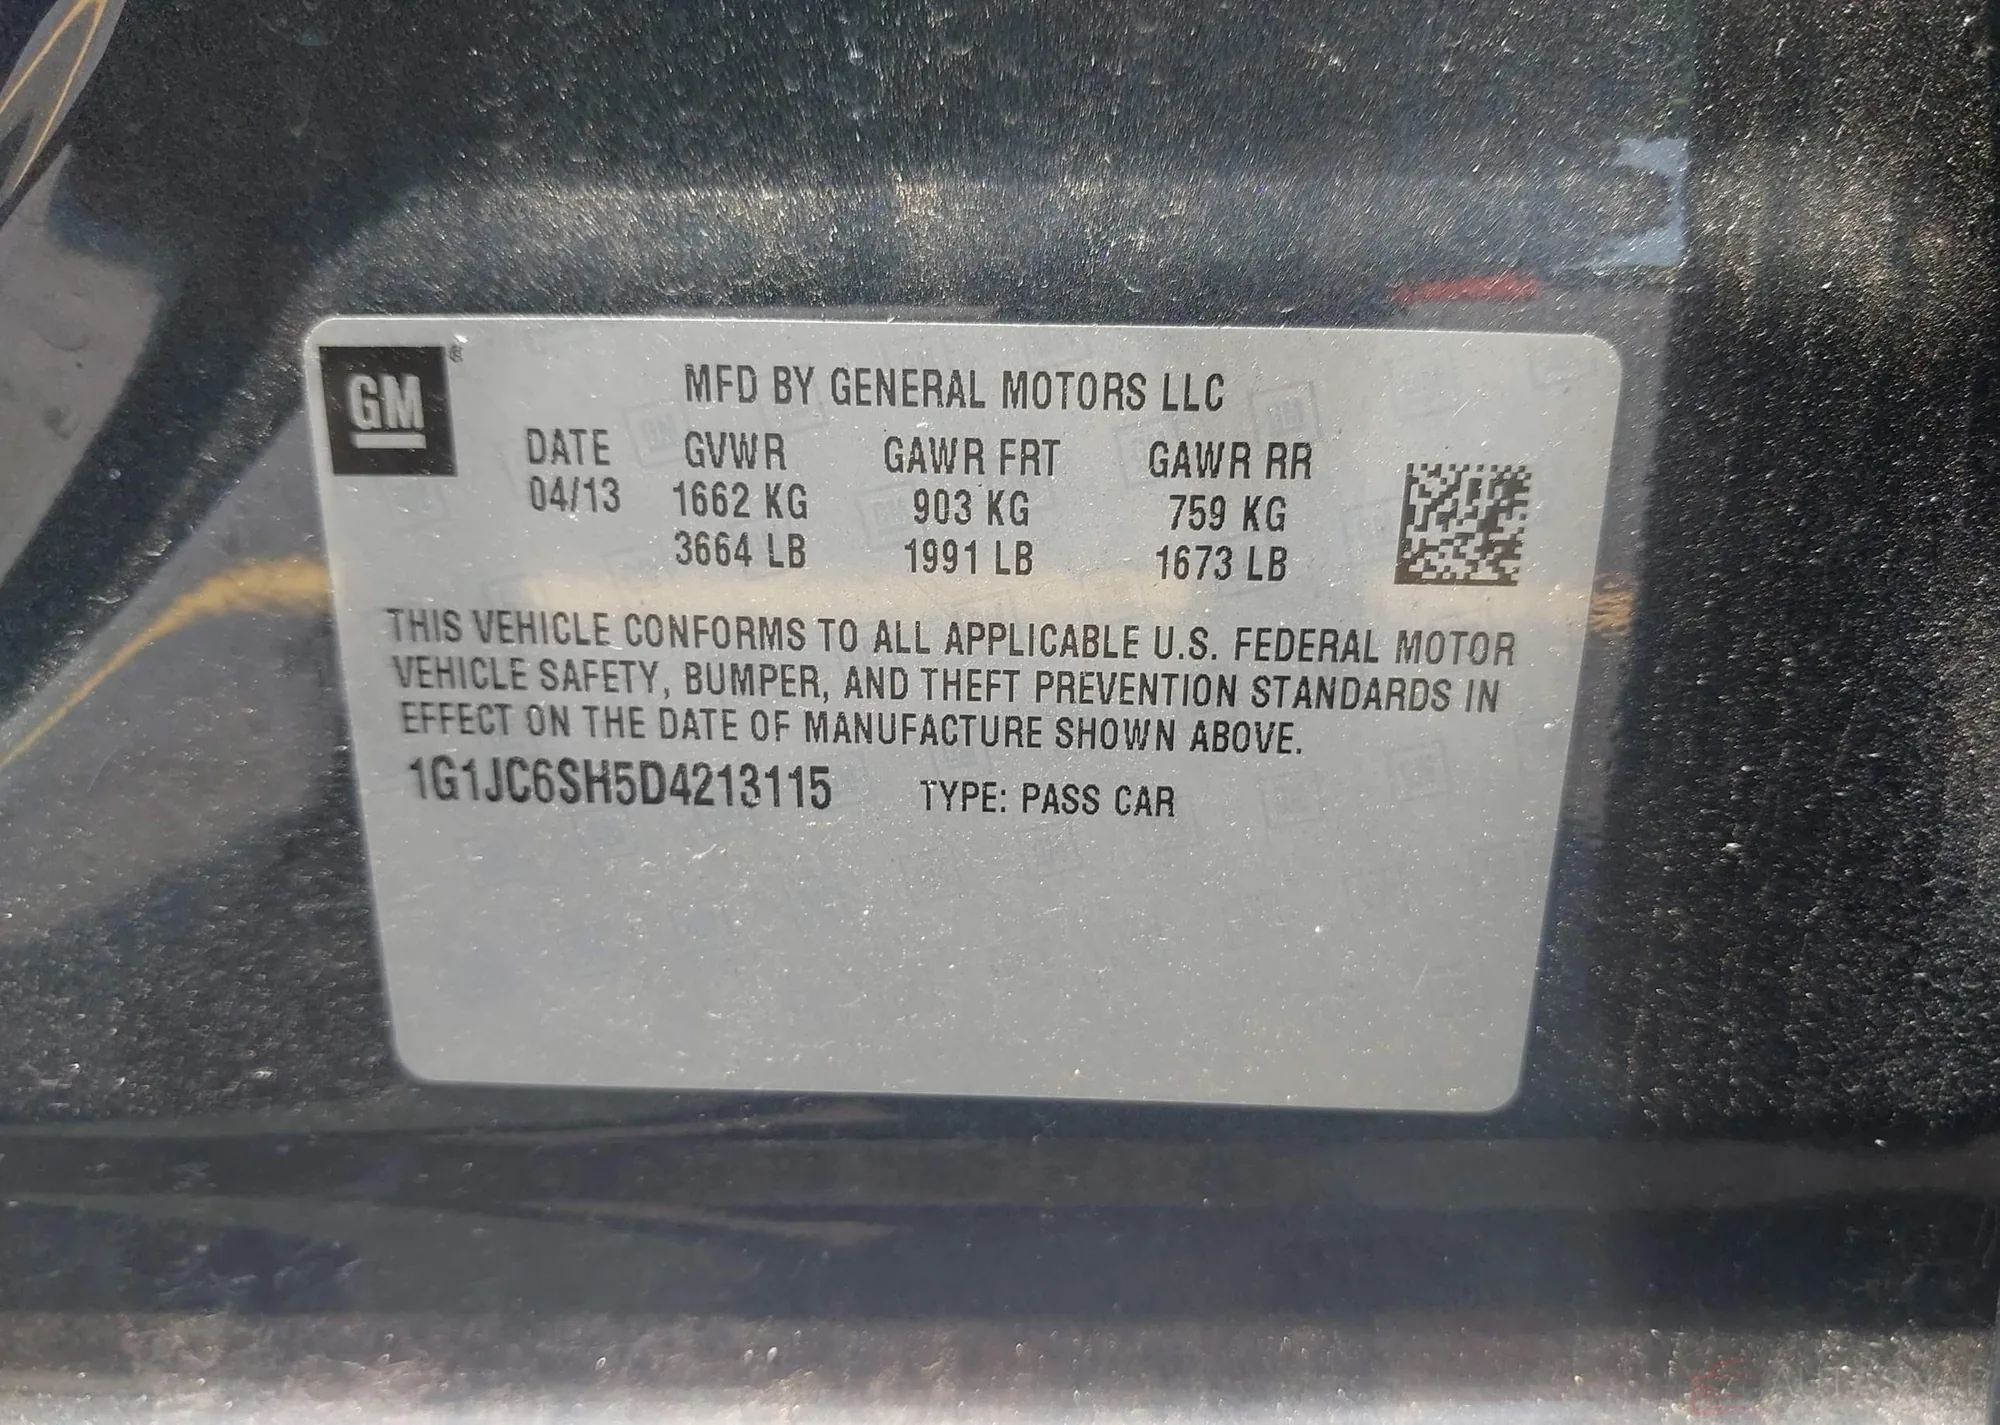 GM ®
MFD BY GENERAL MOTORS LLC
DATE GVWR GAWR FRT GAWR RR
04/13 1662 KG 903 KG 759 KG
3664 LB 1991 LB 1673 LB
THIS VEHICLE CONFORMS TO ALL APPLICABLE U.S. FEDERAL MOTOR
VEHICLE SAFETY, BUMPER, AND THEFT PREVENTION STANDARDS IN
EFFECT ON THE DATE OF MANUFACTURE SHOWN ABOVE.
1G1JC6SH5D4213115 TYPE: PASS CAR